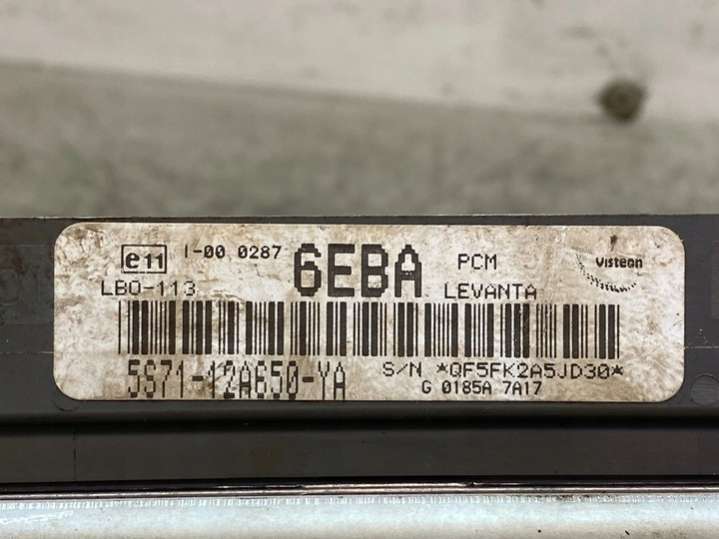 e11 I-00 0287 6EBA PCM Visteon
LBO-113 LEVANTA
5S71-12A650-YA S/N *QF5FK2A5JD30*
G 0185A 7A17